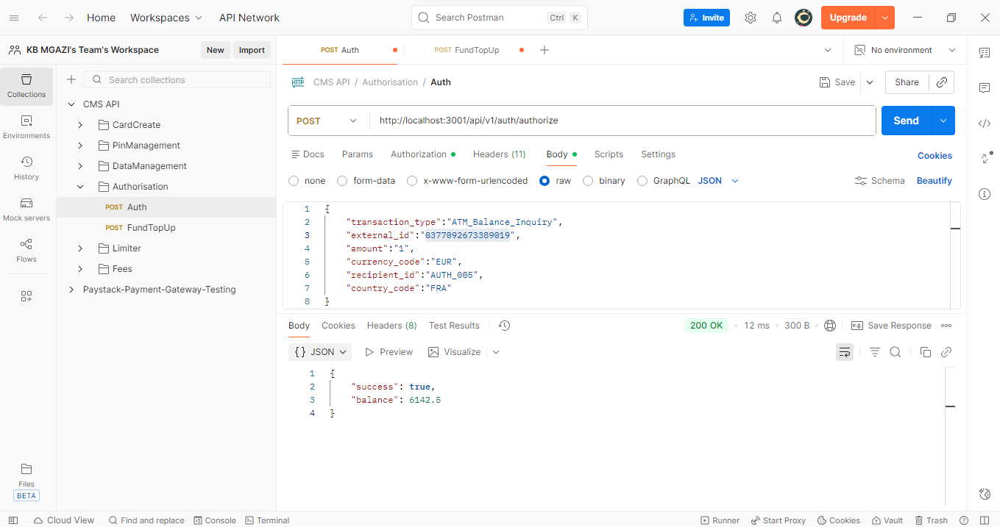 Home Workspaces API Network Search Postman Ctrl K Invite Upgrade
KB MGAZI's Team's Workspace New Import POST Auth POST FundTopUp No environment
Collections
Environments
History
Mock servers
Flows
Files
BETA
Search collections
CMS API
CardCreate
PinManagement
DataManagement
Authorisation
POST Auth
POST FundTopUp
Limiter
Fees
Paystack-Payment-Gateway-Testing
HTTP CMS API / Authorisation / Auth Save Share
POST http://localhost:3001/api/v1/auth/authorize Send
Docs Params Authorization Headers (11) Body Scripts Settings Cookies
none form-data x-www-form-urlencoded raw binary GraphQL JSON Schema Beautify
1 {
2 "transaction_type":"ATM_Balance_Inquiry",
3 "external_id":"0377092673389019",
4 "amount":"1",
5 "currency_code":"EUR",
6 "recipient_id":"AUTH_005",
7 "country_code":"FRA"
8 }
Body Cookies Headers (8) Test Results 200 OK • 12 ms • 300 B e.g. Save Response
{} JSON Preview Visualize
1 {
2 "success": true,
3 "balance": 6142.5
4 }
Cloud View Find and replace Console Terminal Runner Start Proxy Cookies Vault Trash